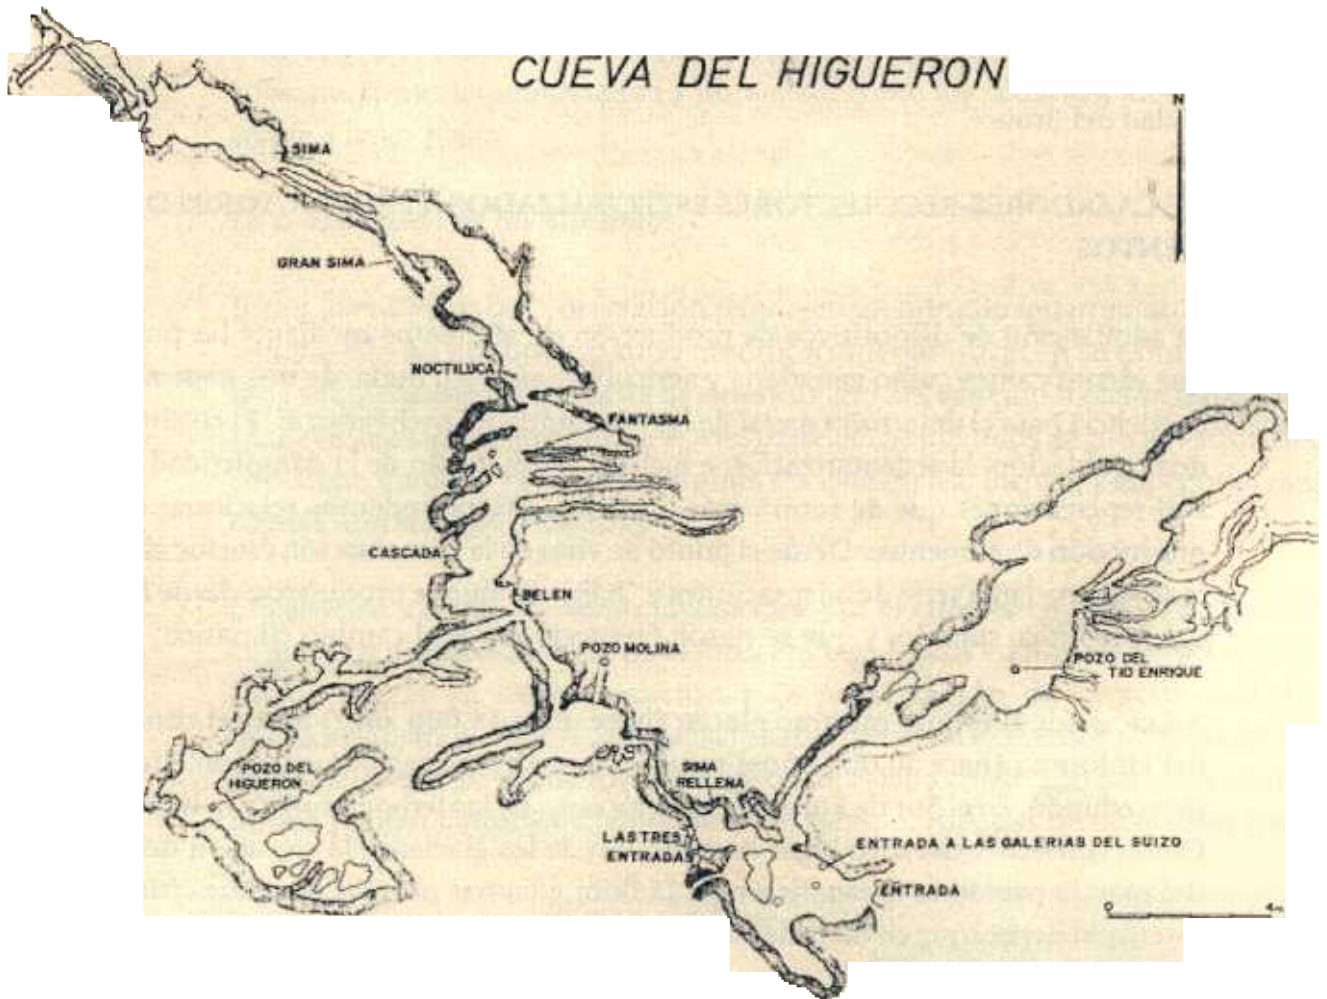 CUEVA DEL HIGUERON
N
SIMA
GRAN SIMA
NOCTILUCA
FANTASMA
CASCADA
BELEN
POZO MOLINA
POZO DEL
TIO ENRIQUE
POZO DEL
HIGUERON
SIMA
RELLENA
LAS TRES
ENTRADAS
ENTRADA A LAS GALERIAS DEL SUIZO
ENTRADA
0